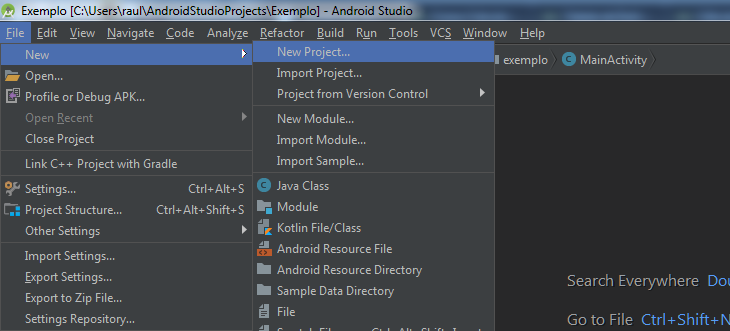 Exemplo [C:\Users\raul\AndroidStudioProjects\Exemplo] - Android Studio
File Edit View Navigate Code Analyze Refactor Build Run Tools VCS Window Help
exemplo MainActivity
New
Open...
Profile or Debug APK...
Open Recent
Close Project
Link C++ Project with Gradle
Settings... Ctrl+Alt+S
Project Structure... Ctrl+Alt+Shift+S
Other Settings
Import Settings...
Export Settings...
Export to Zip File...
Settings Repository...
New Project...
Import Project...
Project from Version Control
New Module...
Import Module...
Import Sample...
Java Class
Module
Kotlin File/Class
Android Resource File
Android Resource Directory
Sample Data Directory
File
Search Everywhere Dou
Go to File Ctrl+Shift+N